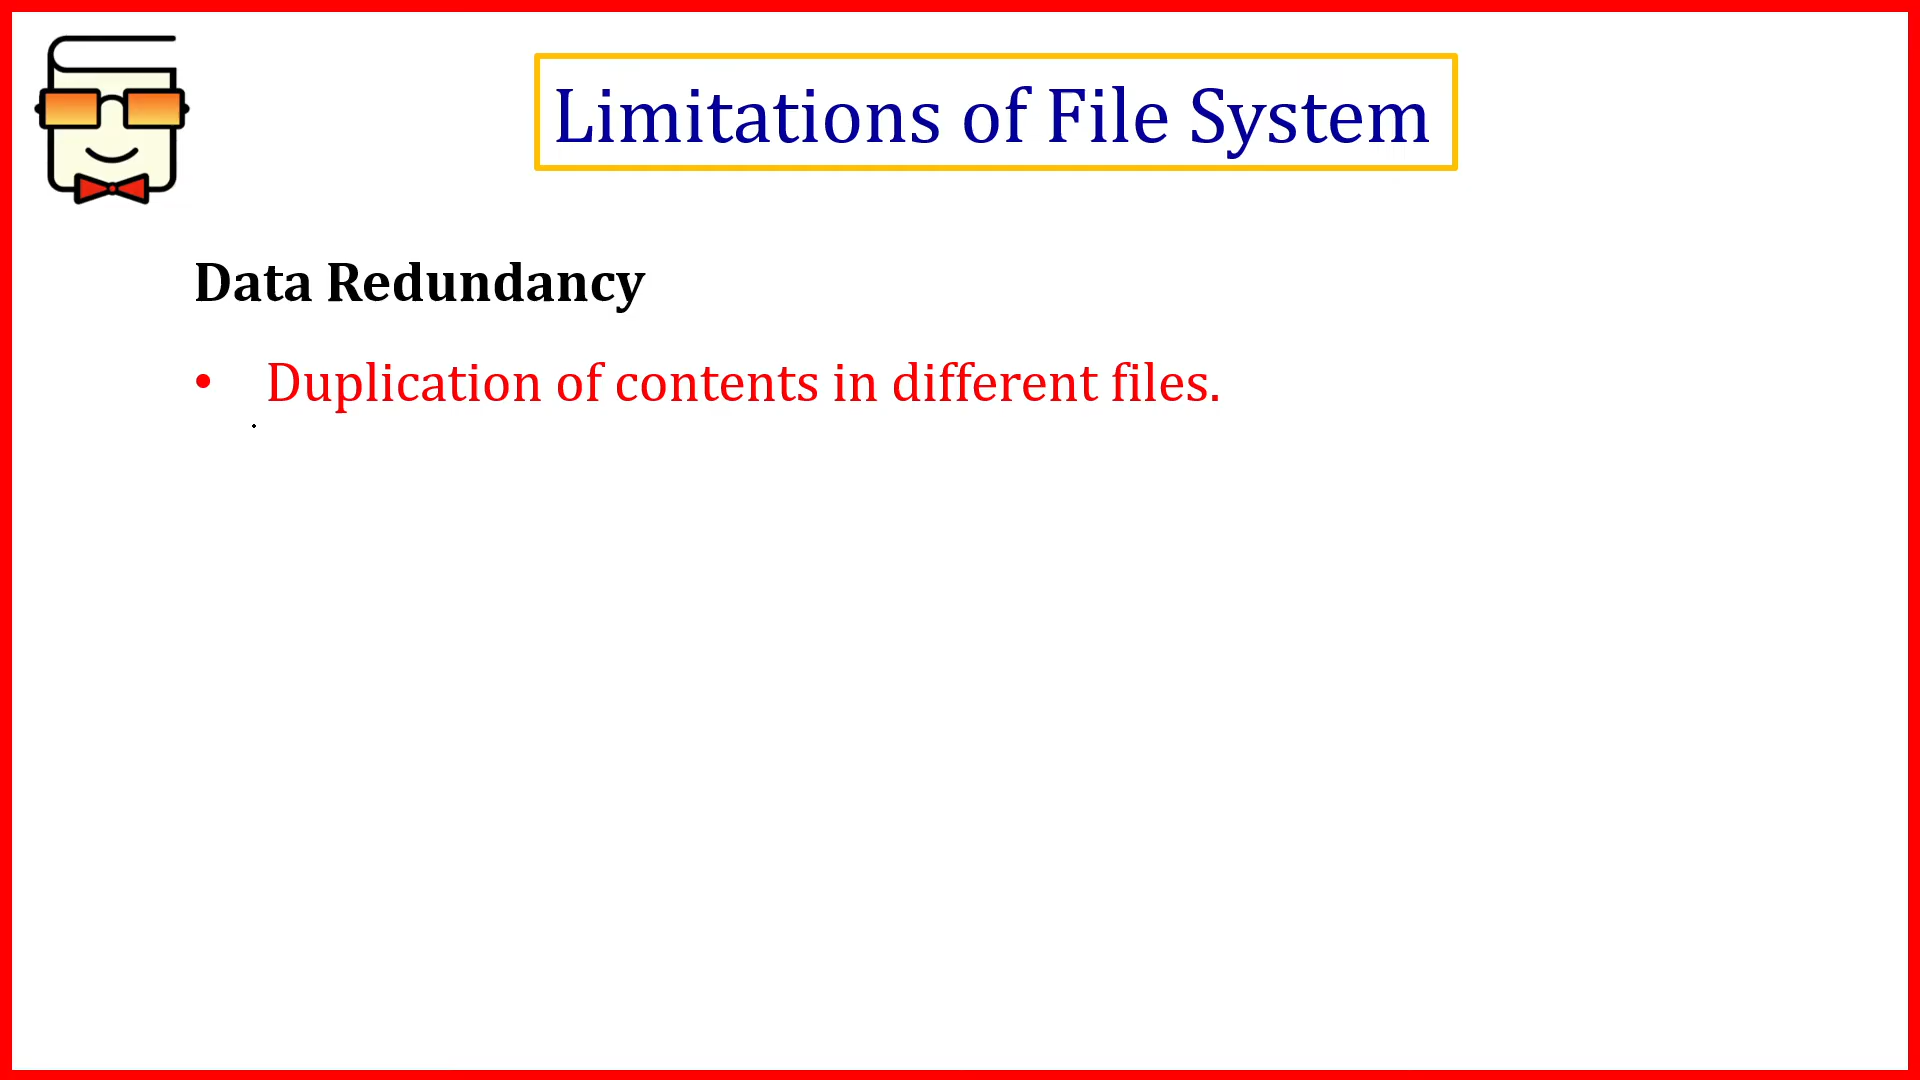 Limitations of File System
Data Redundancy
• Duplication of contents in different files.